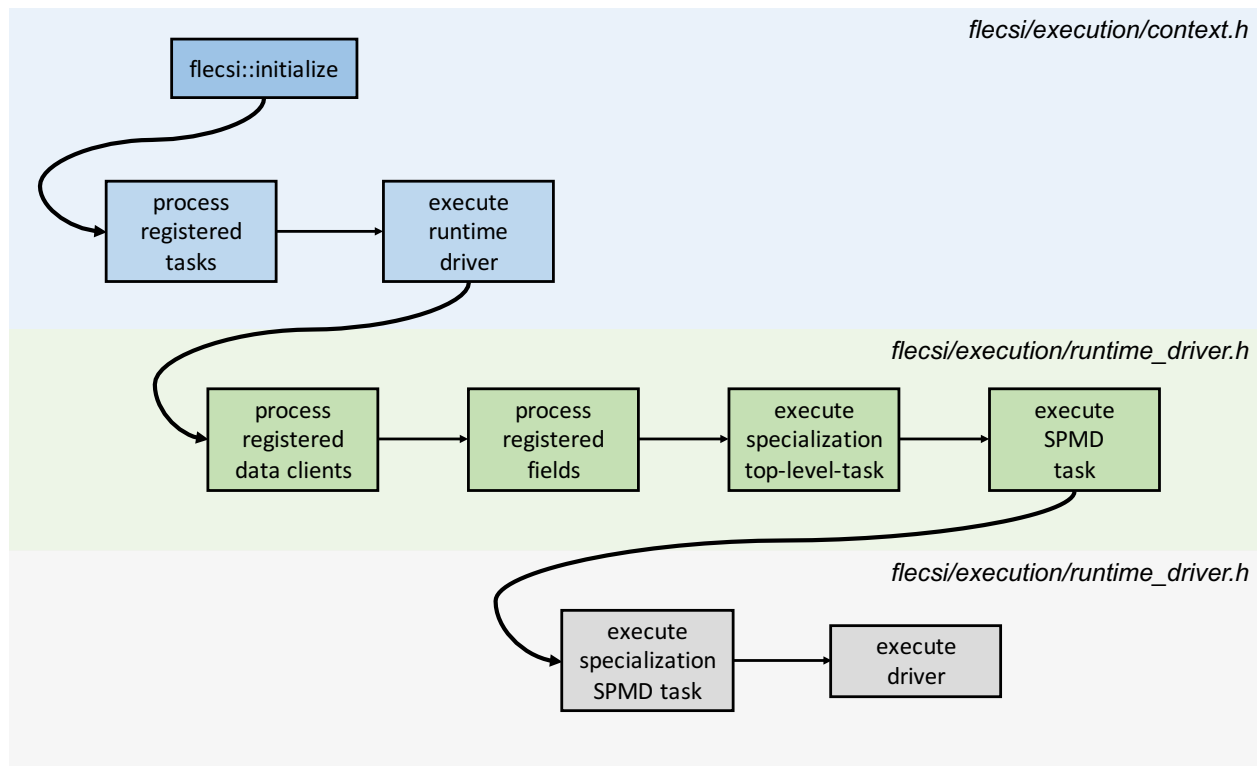 flecsi/execution/context.h
flecsi::initialize
process
registered
tasks
execute
runtime
driver
flecsi/execution/runtime_driver.h
process
registered
data clients
process
registered
fields
execute
specialization
top-level-task
execute
SPMD
task
flecsi/execution/runtime_driver.h
execute
specialization
SPMD task
execute
driver